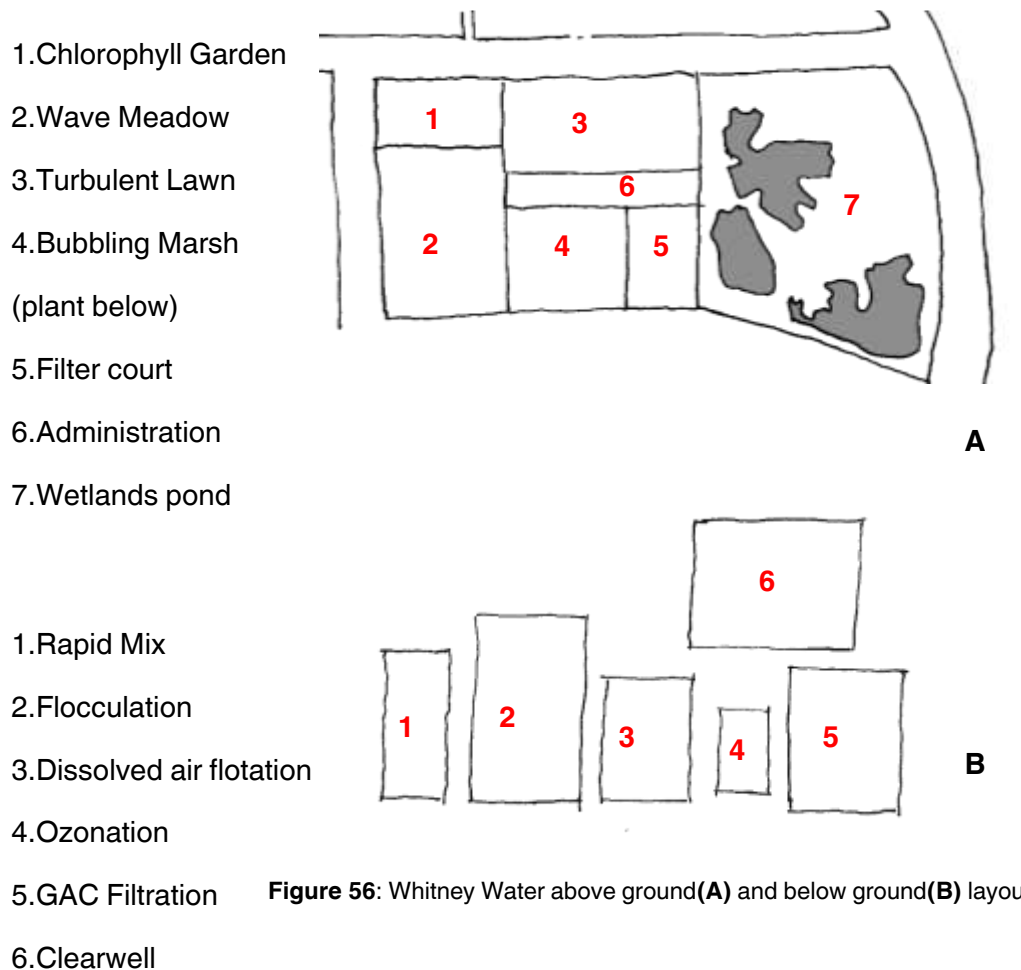 1.Chlorophyll Garden
2.Wave Meadow
3.Turbulent Lawn
4.Bubbling Marsh
(plant below)
5.Filter court
6.Administration
7.Wetlands pond
1
3
6
7
2
4
5
A
1.Rapid Mix
2.Flocculation
3.Dissolved air flotation
4.Ozonation
5.GAC Filtration
6.Clearwell
6
1
2
3
4
5
B
Figure 56: Whitney Water above ground(A) and below ground(B) layou